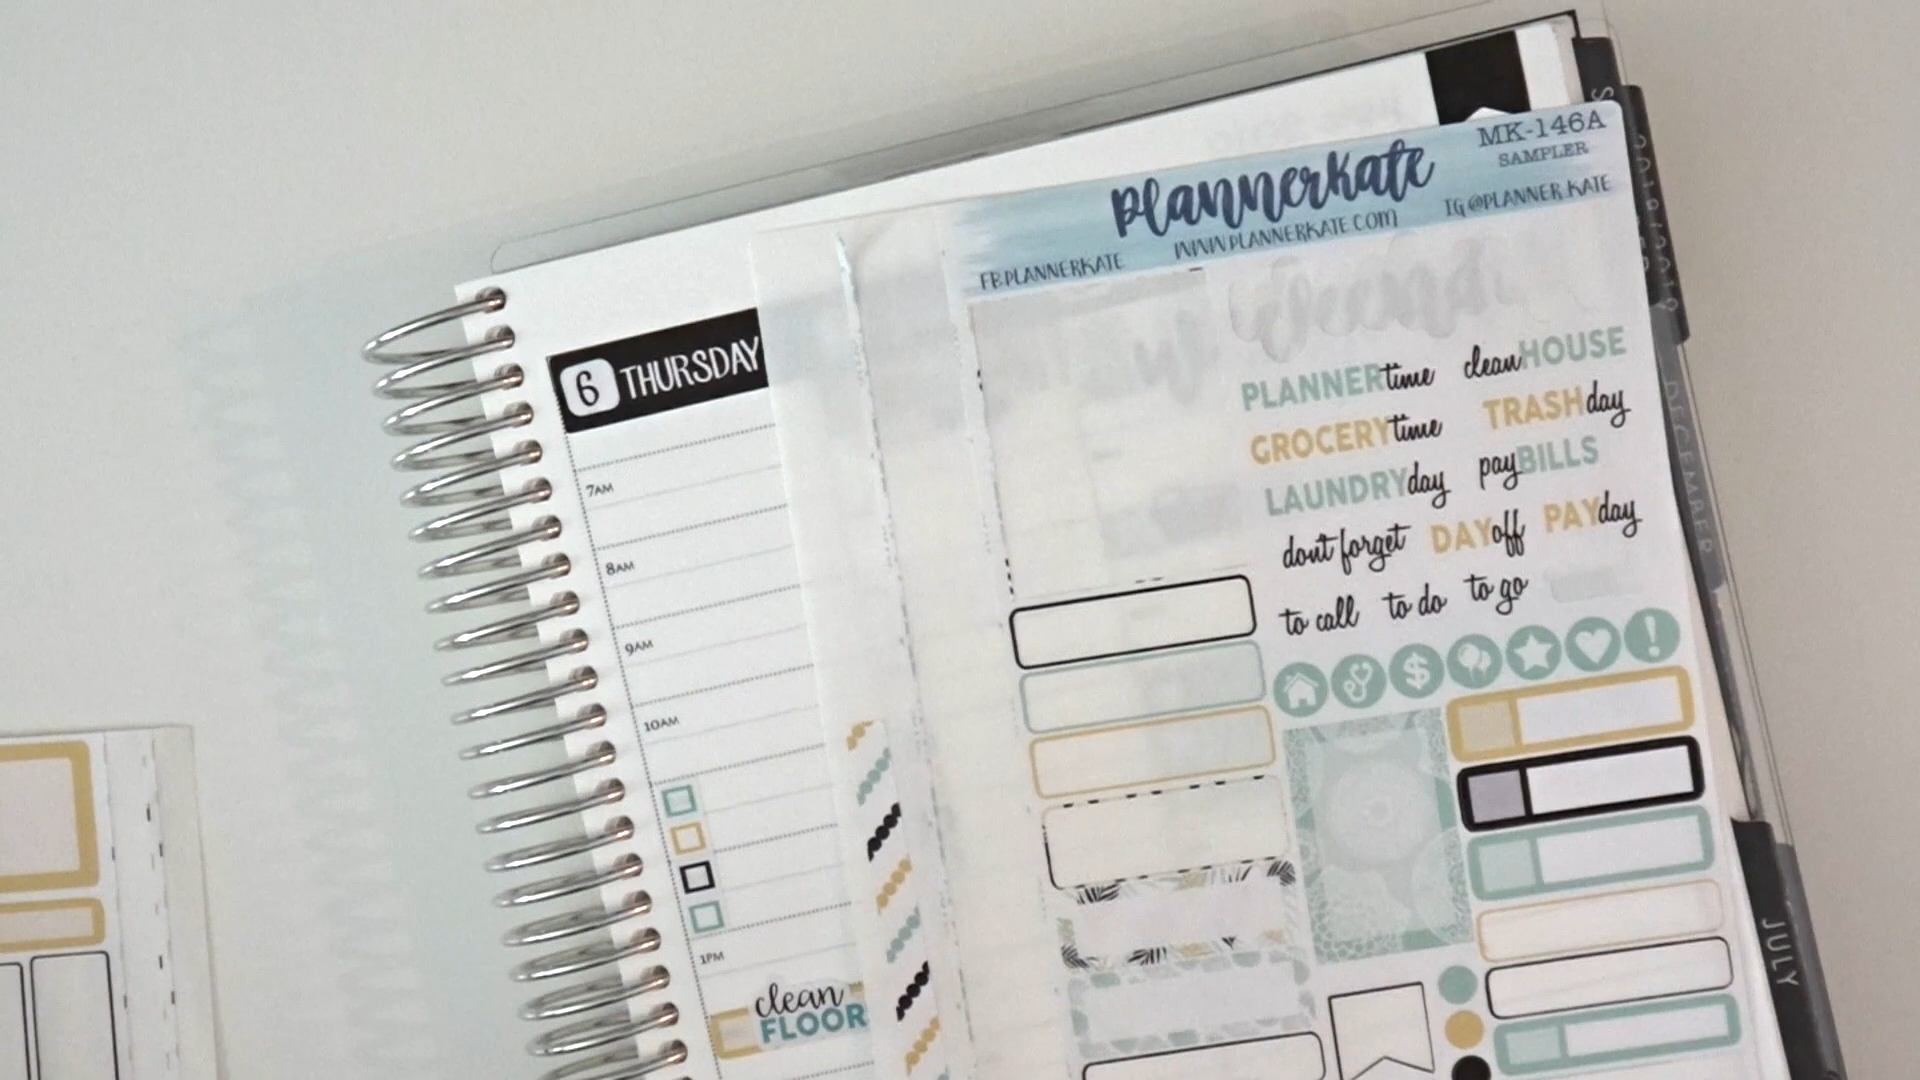 MK-146A
SAMPLER
plannerkate
FB PLANNERKATE
WWW.PLANNERKATE.COM
IG @PLANNER.KATE
6 THURSDAY
7AM
8AM
9AM
10AM
1PM
clean
FLOOR
PLANNERtime
cleanHOUSE
GROCERYtime
TRASHday
LAUNDRYday
payBILLS
dont forget
DAYoff
PAYday
to call
to do
to go
$
!
DECEMBER
JULY